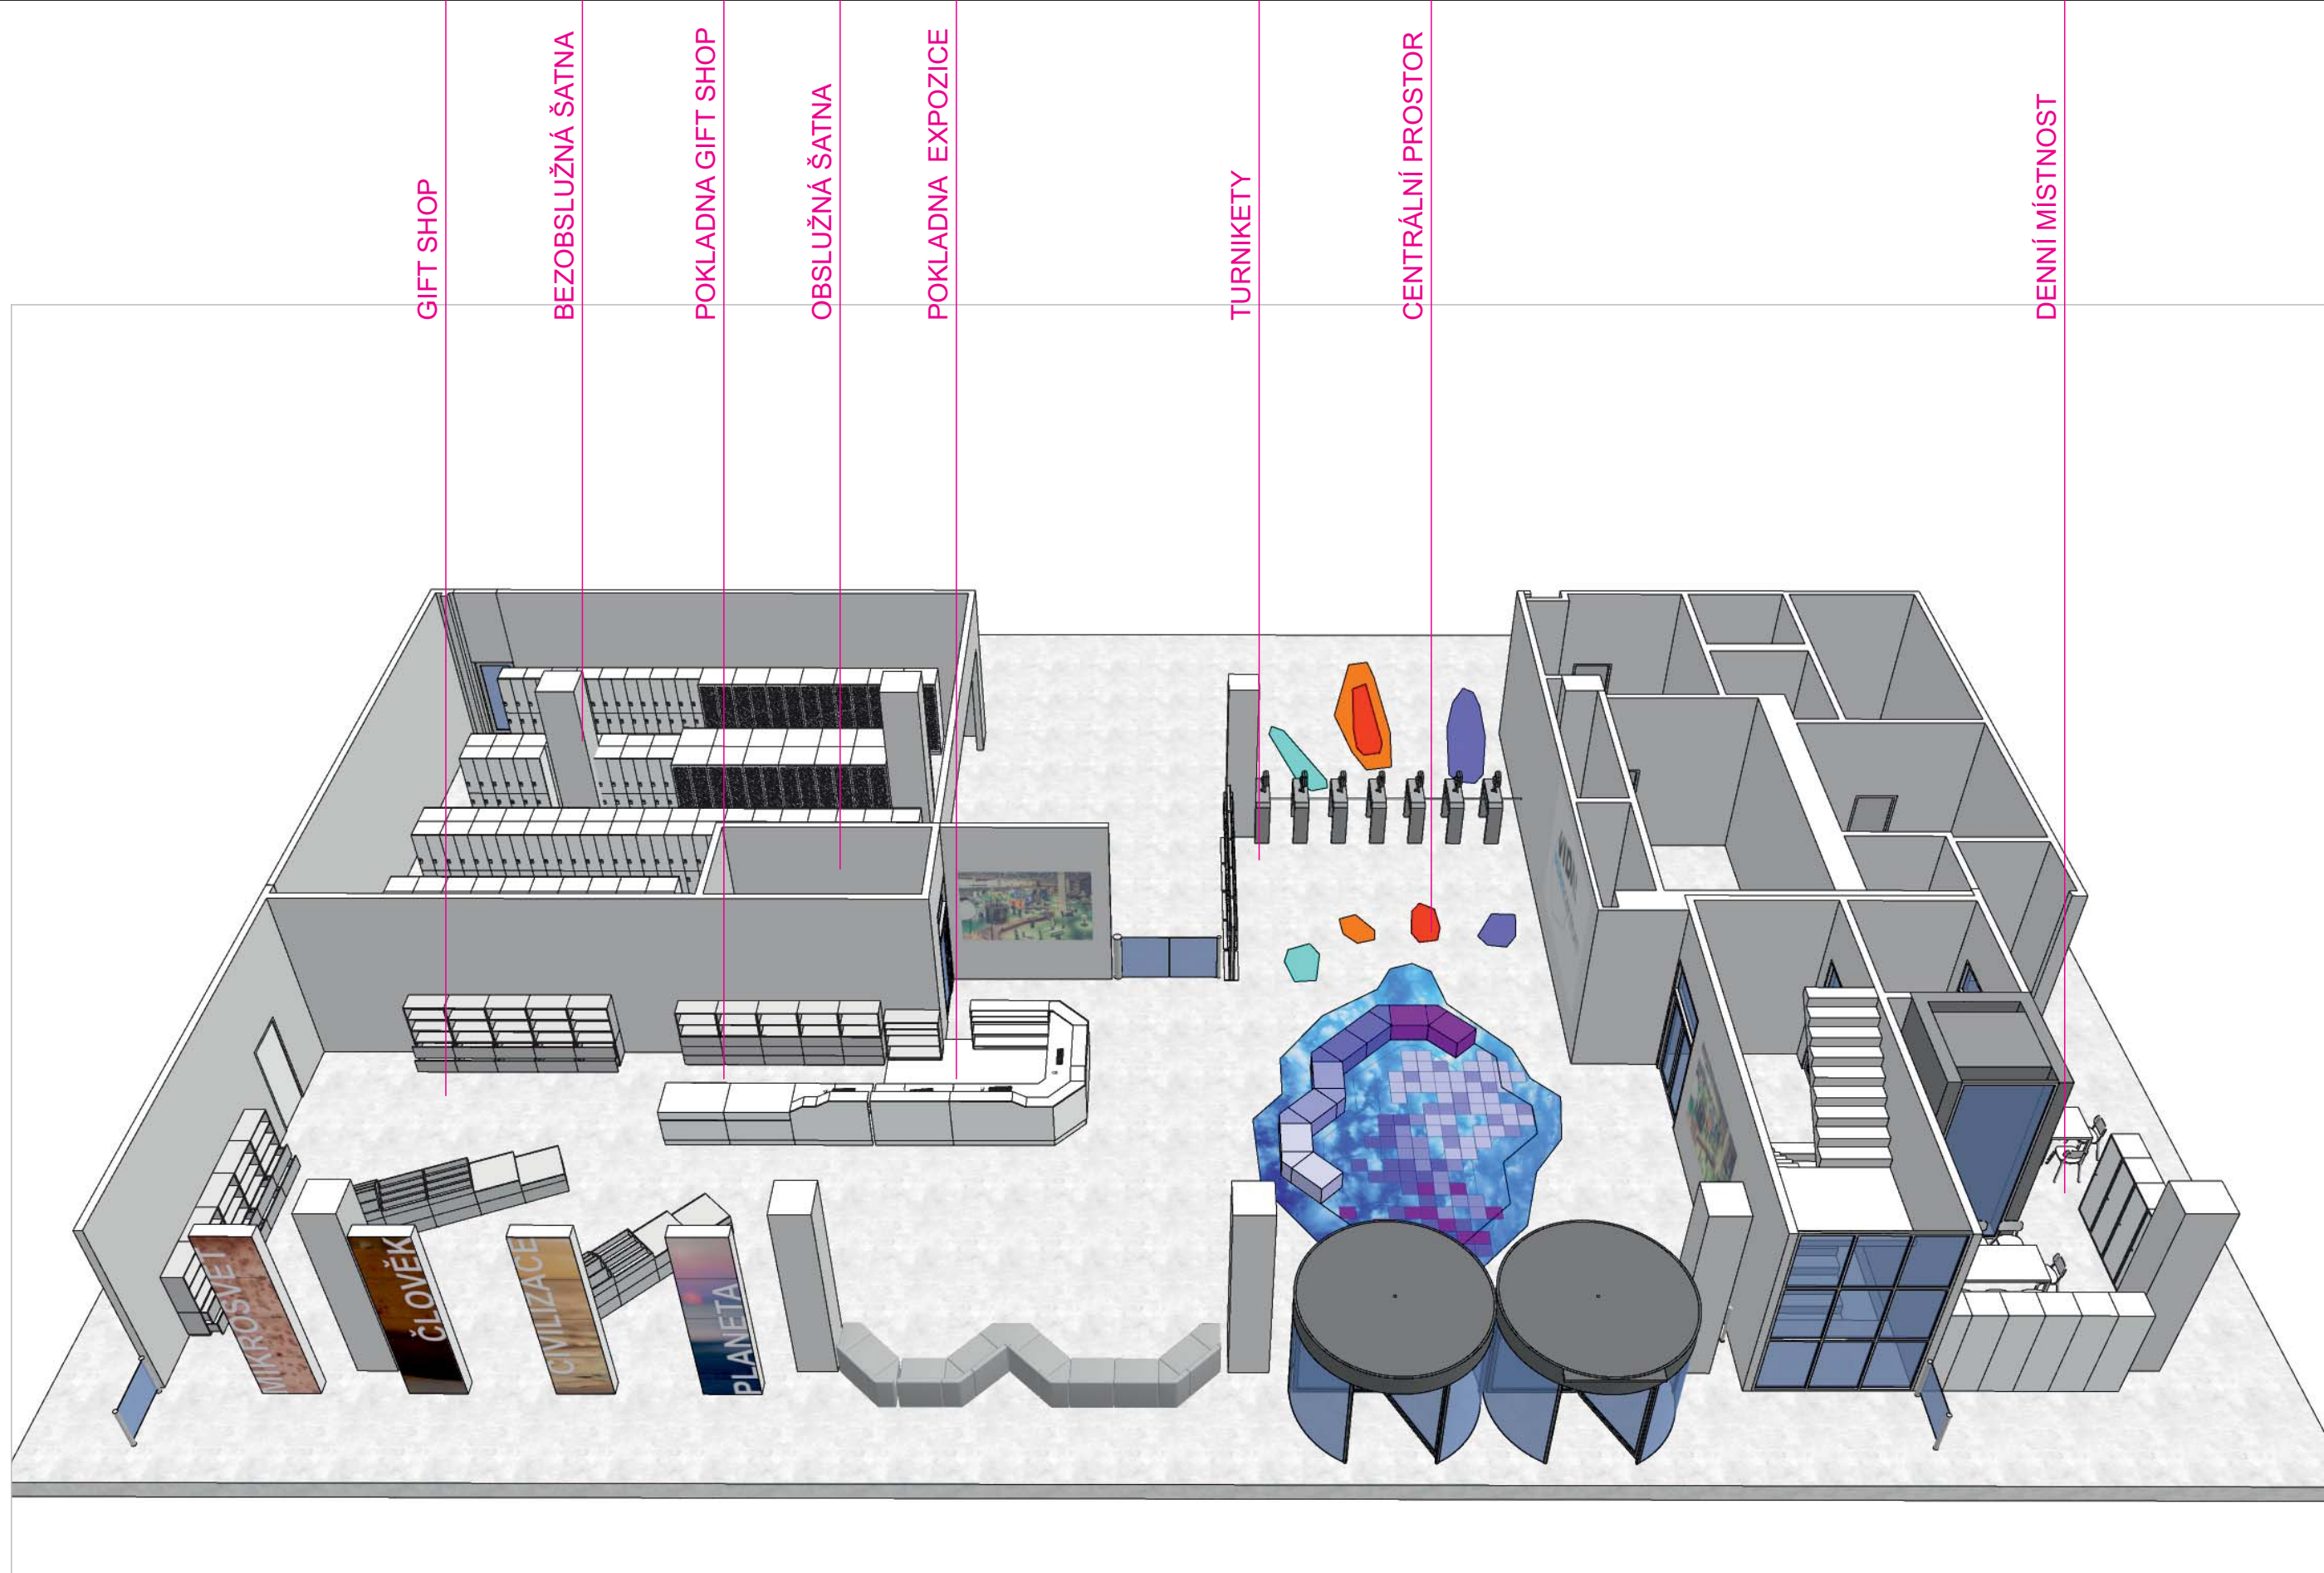 GIFT SHOP
BEZOBSLUŽNÁ ŠATNA
POKLADNA GIFT SHOP
OBSLUŽNÁ ŠATNA
POKLADNA EXPOZICE
TURNIKETY
CENTRÁLNÍ PROSTOR
DENNÍ MÍSTNOST
MIKROSVĚT
ČLOVĚK
CIVILIZACE
PLANETA